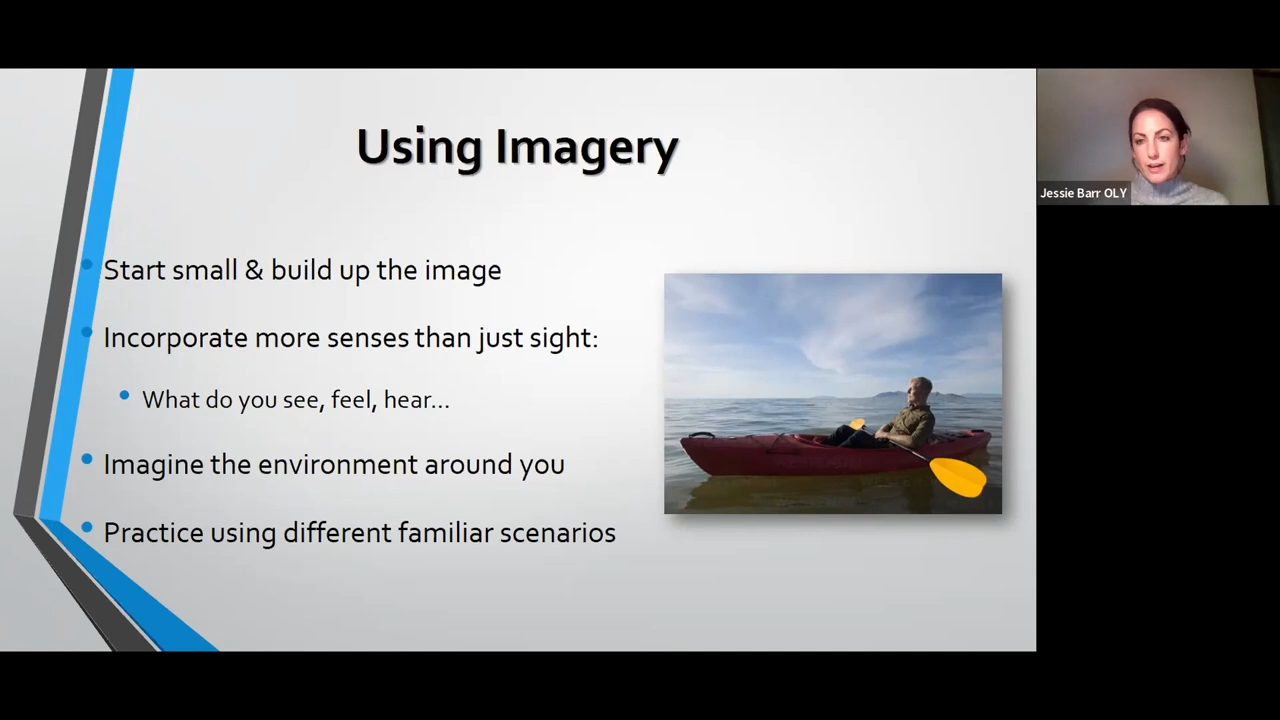 Using Imagery
Start small & build up the image
Incorporate more senses than just sight:
What do you see, feel, hear...
Imagine the environment around you
Practice using different familiar scenarios
Jessie Barr OLY